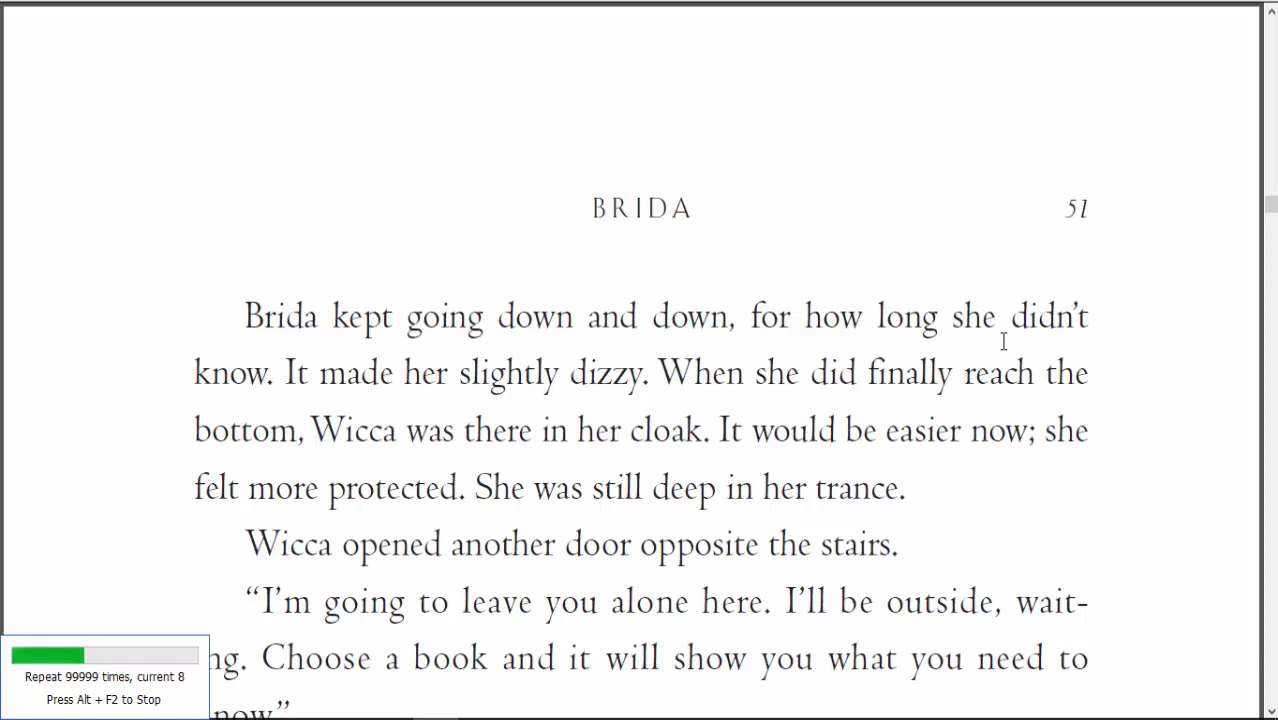 BRIDA 51
Brida kept going down and down, for how long she didn't
know. It made her slightly dizzy. When she did finally reach the
bottom, Wicca was there in her cloak. It would be easier now; she
felt more protected. She was still deep in her trance.
Wicca opened another door opposite the stairs.
“I'm going to leave you alone here. I'll be outside, wait-
ng. Choose a book and it will show you what you need to
now.”
Repeat 99999 times, current 8
Press Alt + F2 to Stop